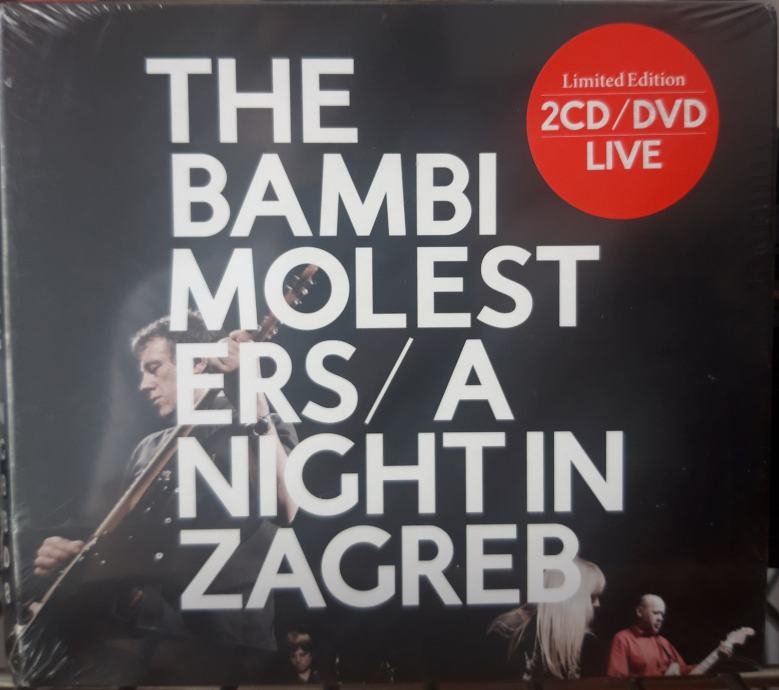 THE
BAMBI
MOLEST
ERS/A
NIGHT IN
ZAGREB
Limited Edition
2CD/DVD
LIVE